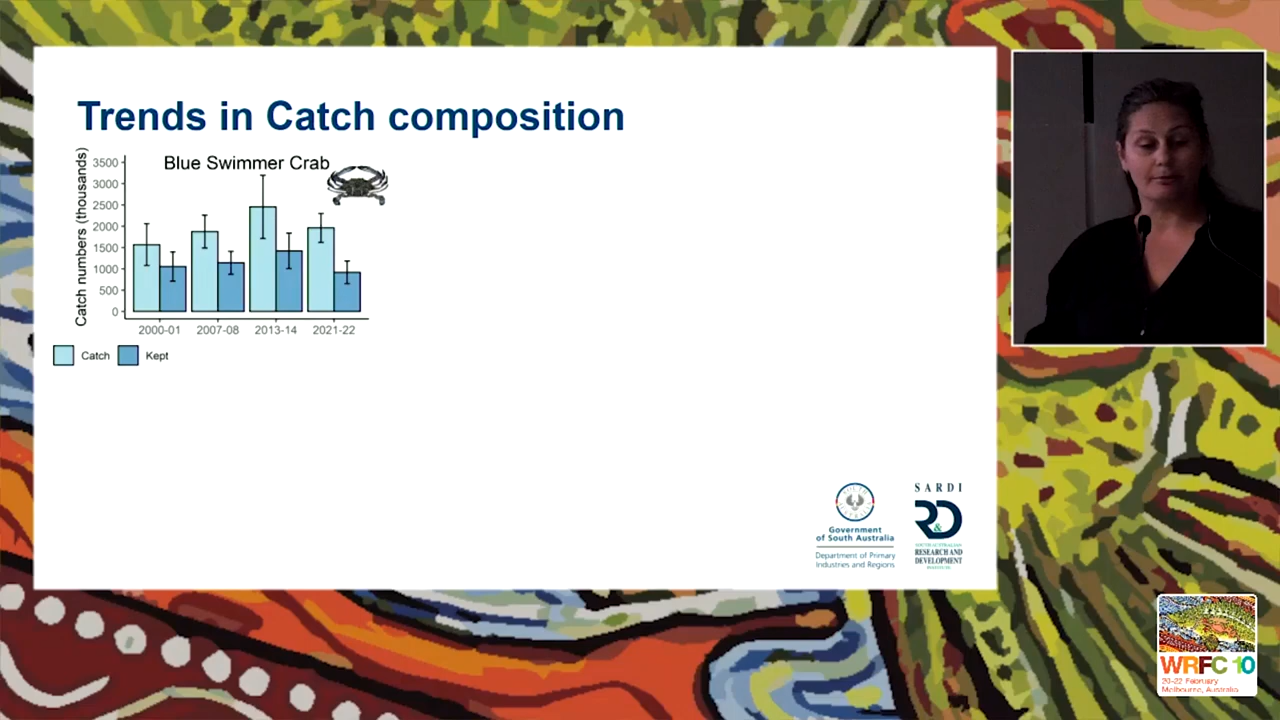 Trends in Catch composition
Blue Swimmer Crab
Catch numbers (thousands)
3500
3000
2500
2000
1500
1000
500
0
2000-01
2007-08
2013-14
2021-22
Catch
Kept
Government
of South Australia
Department of Primary
Industries and Regions
SARDI
R&D
SOUTH AUSTRALIAN
RESEARCH AND
DEVELOPMENT
INSTITUTE
WRFC 10
20-22 February
Melbourne, Australia